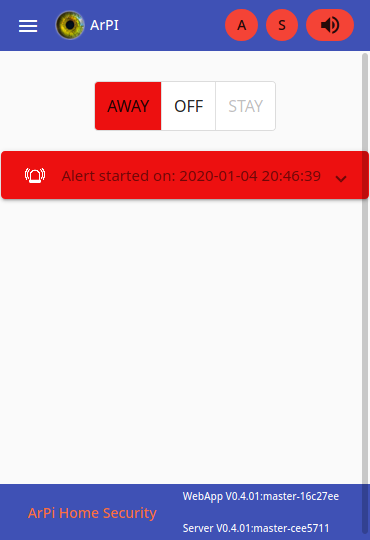 ArPI
A S
AWAY OFF STAY
Alert started on: 2020-01-04 20:46:39
WebApp V0.4.01:master-16c27ee
ArPi Home Security
Server V0.4.01:master-cee5711